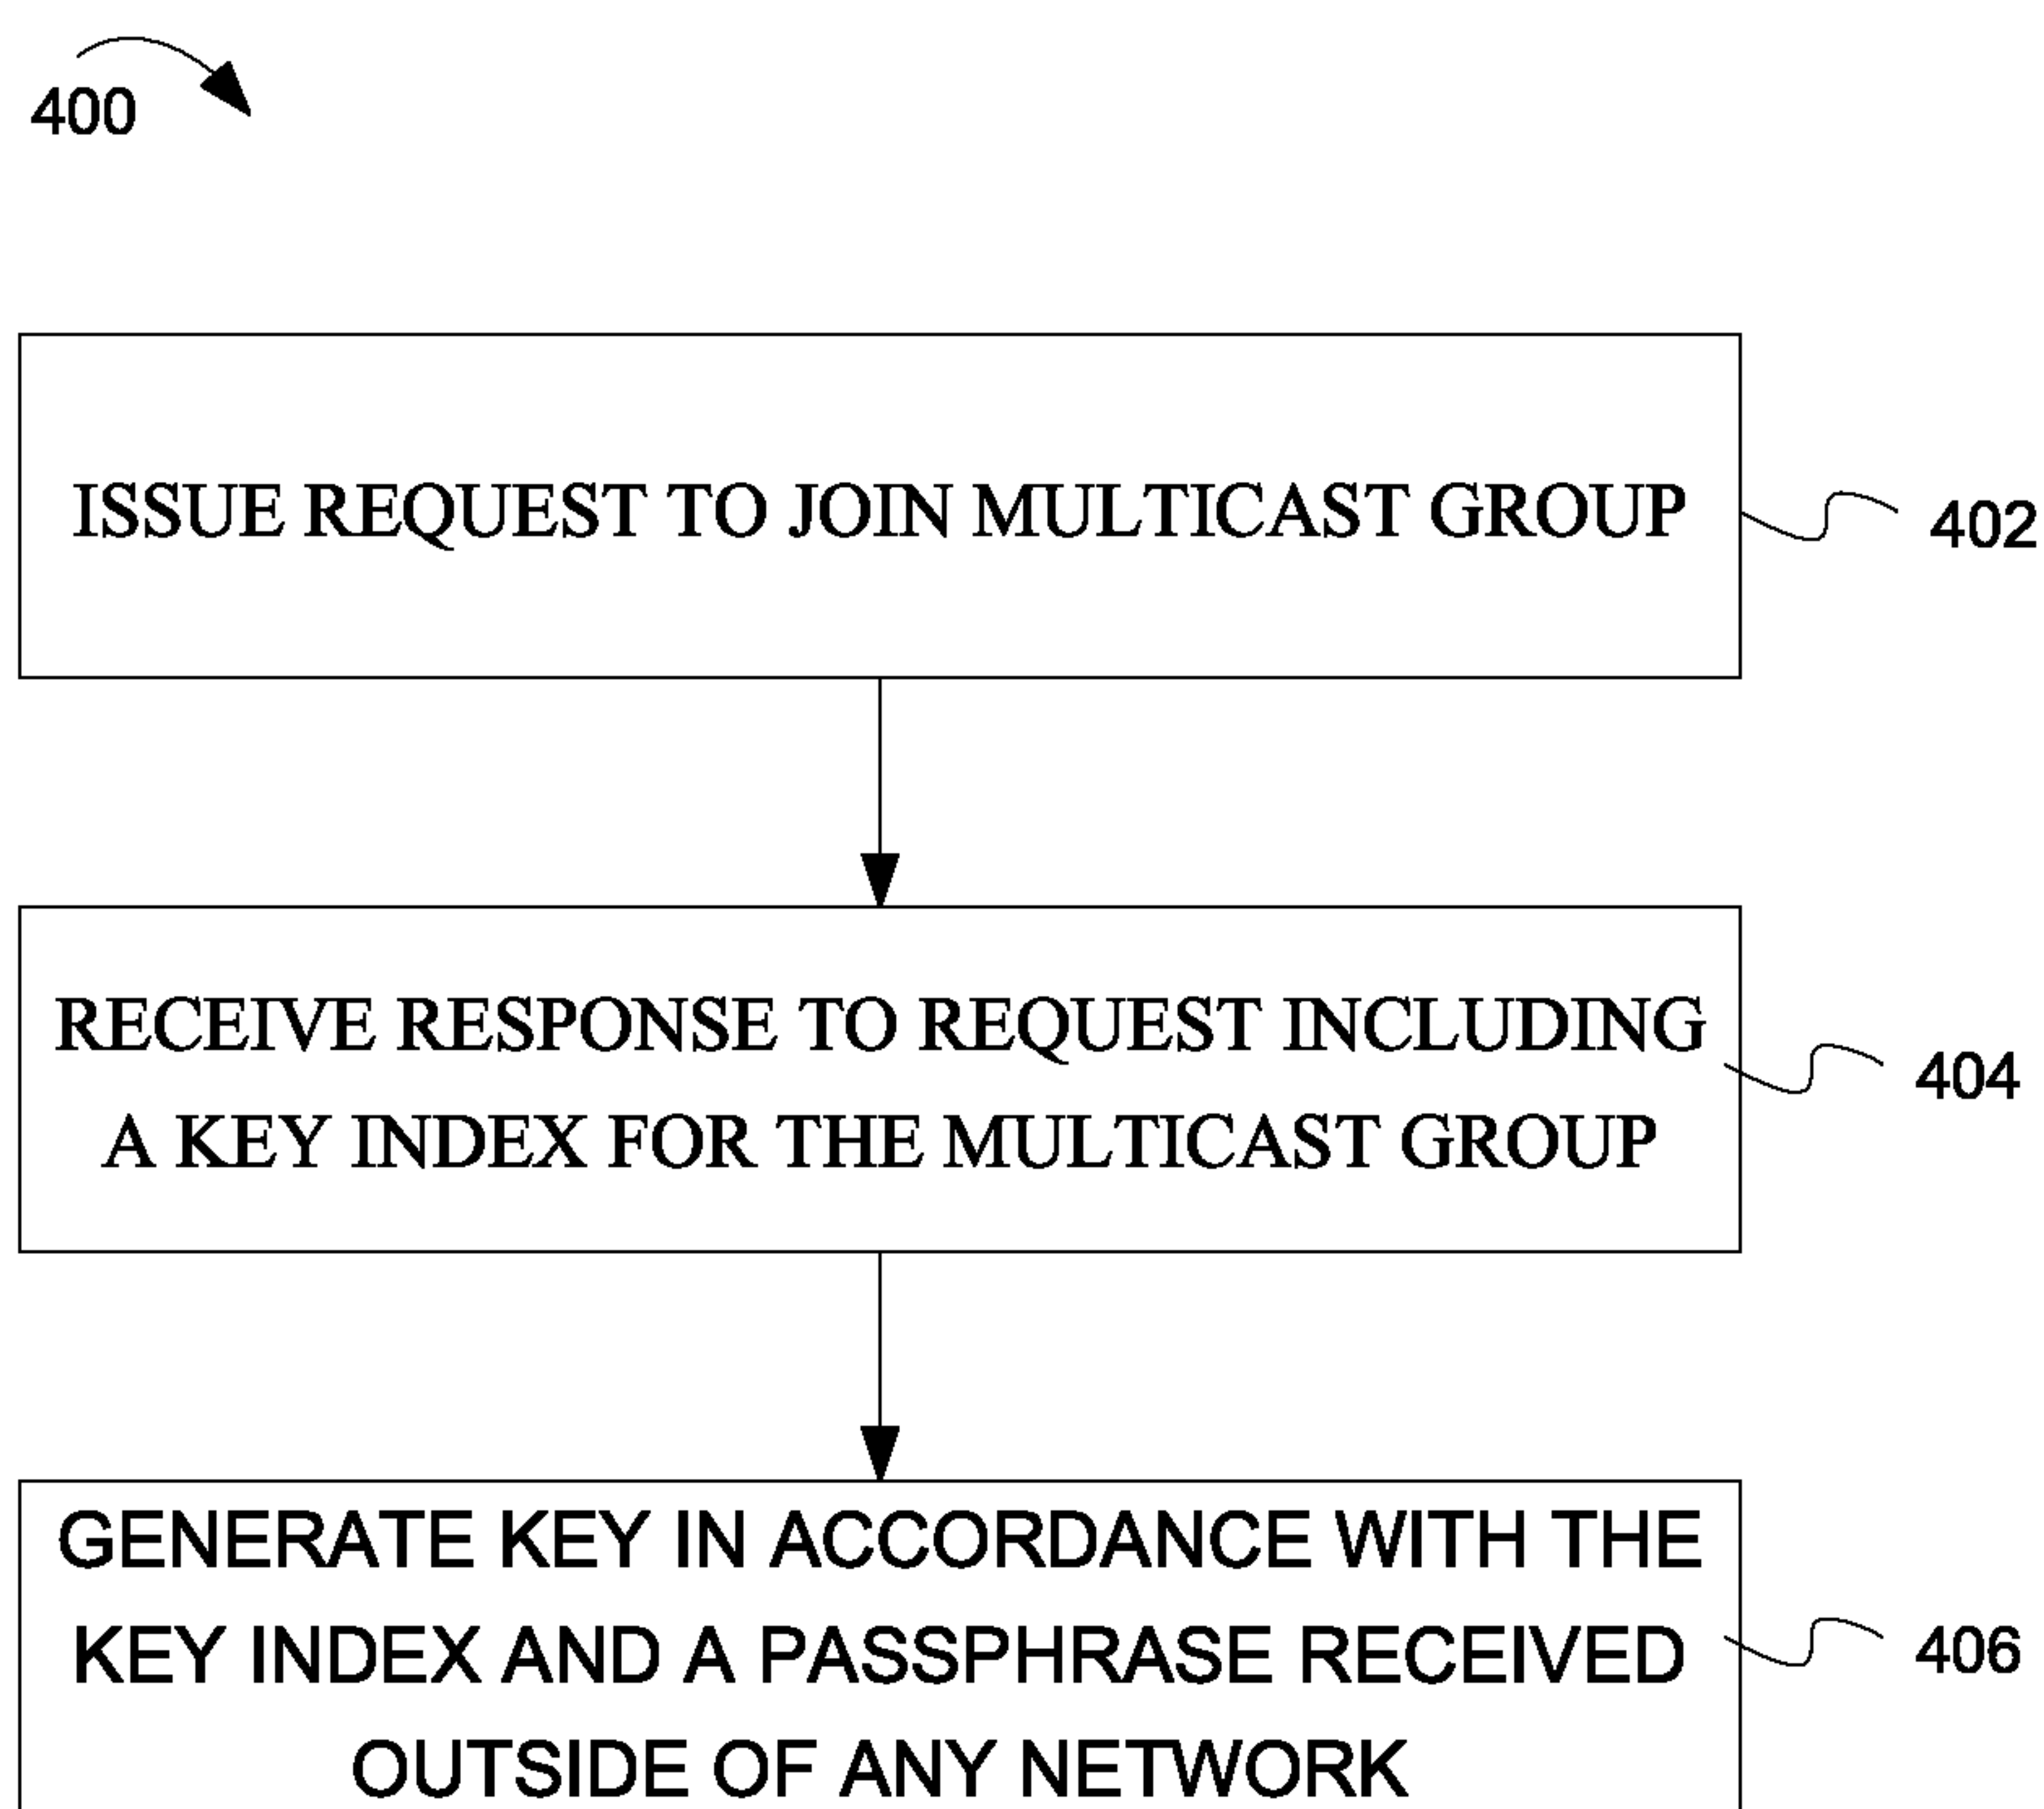 400
ISSUE REQUEST TO JOIN MULTICAST GROUP
402
RECEIVE RESPONSE TO REQUEST INCLUDING
A KEY INDEX FOR THE MULTICAST GROUP
404
GENERATE KEY IN ACCORDANCE WITH THE
KEY INDEX AND A PASSPHRASE RECEIVED
OUTSIDE OF ANY NETWORK
406